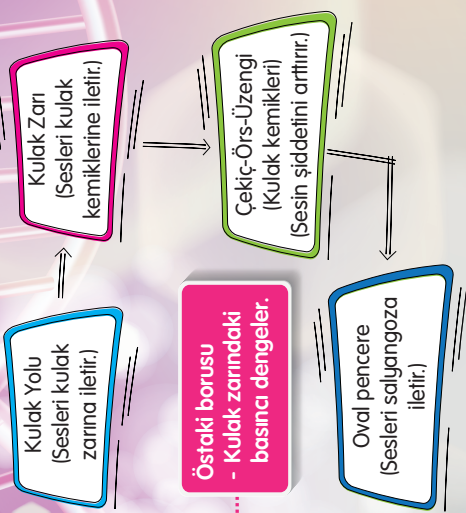 Kulak Yolu
(Sesleri kulak
zarına iletir.)
Kulak Zarı
(Sesleri kulak
kemiklerine iletir.)
Çekiç-Örs-Üzengi
(Kulak kemikleri)
(Sesin şiddetini arttırır.)
Oval pencere
(Sesleri salyangoza
iletir.)
Östaki borusu
- Kulak zarındaki
basıncı dengeler.